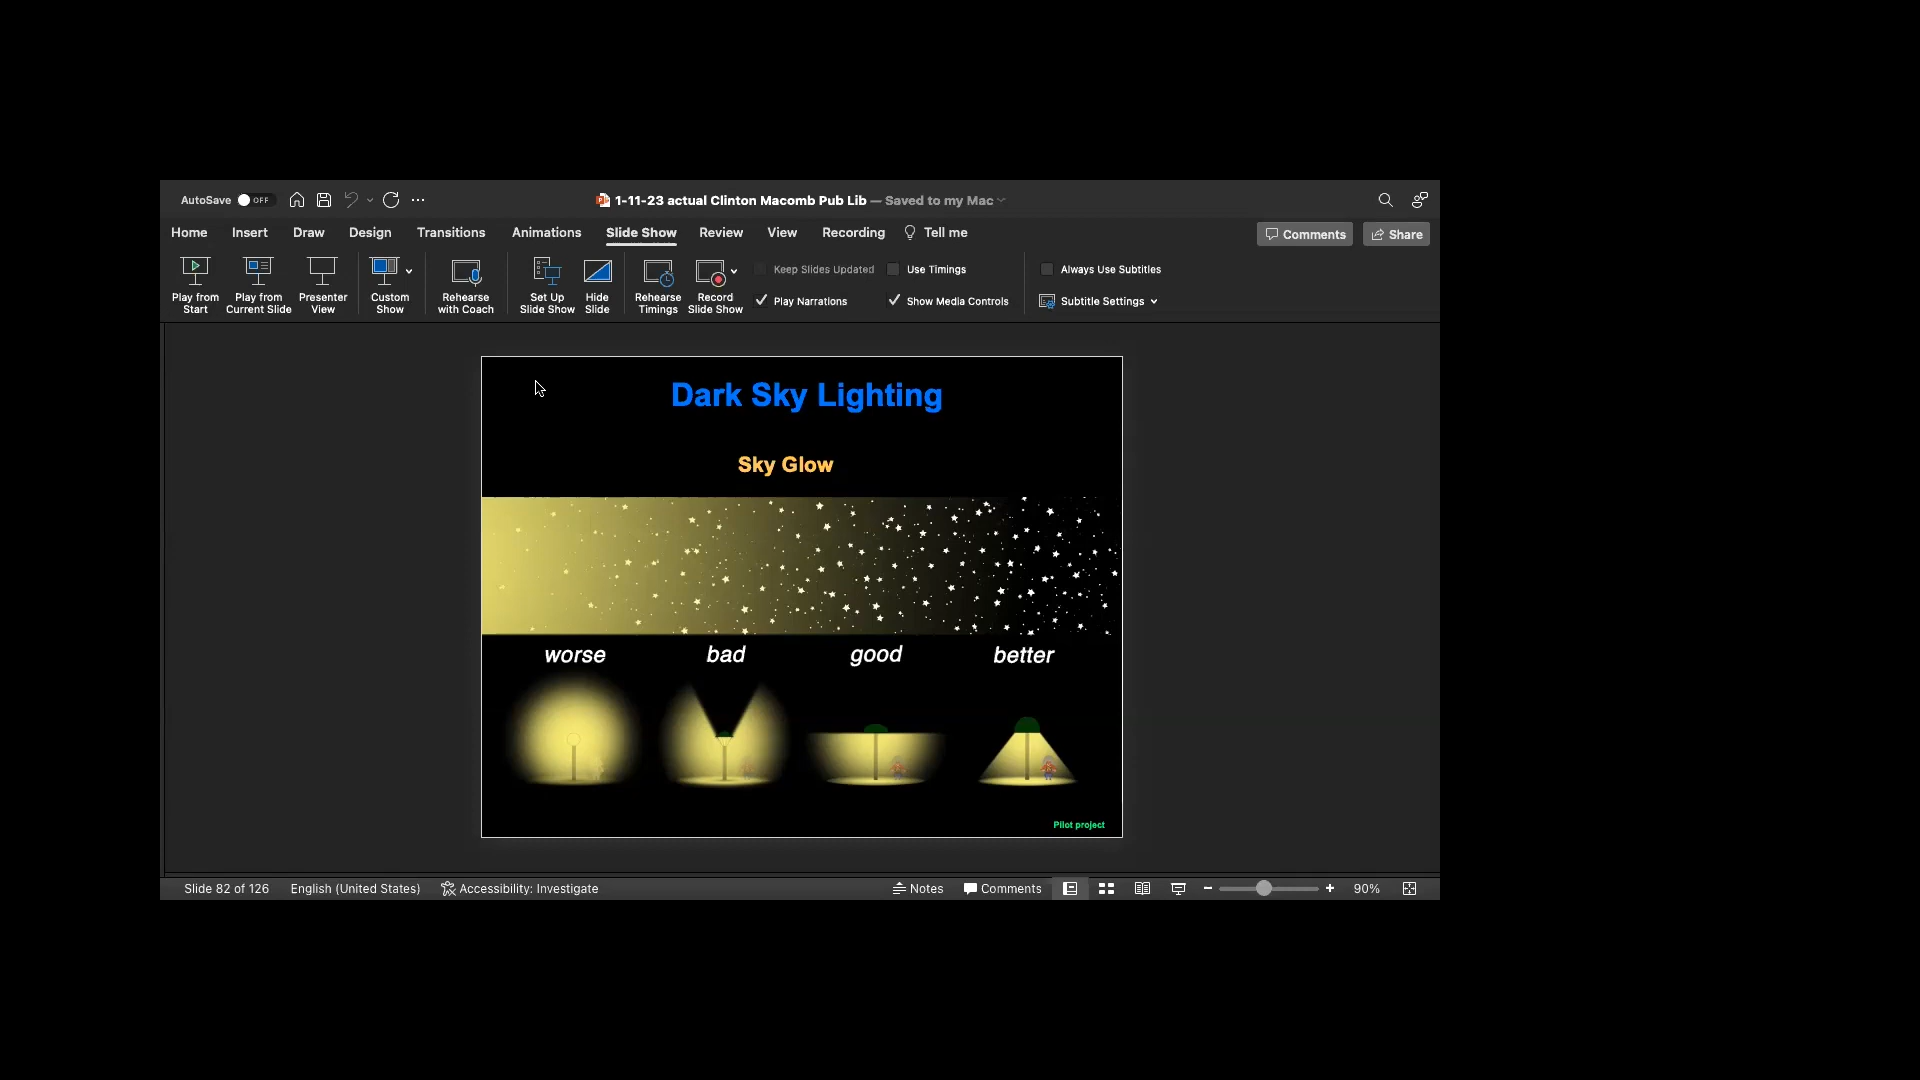 AutoSave OFF
1-11-23 actual Clinton Macomb Pub Lib — Saved to my Mac
Home Insert Draw Design Transitions Animations Slide Show Review View Recording Tell me
Comments Share
Play from Start
Play from Current Slide
Presenter View
Custom Show
Rehearse with Coach
Set Up Slide Show
Hide Slide
Rehearse Timings
Record Slide Show
Keep Slides Updated
Use Timings
Always Use Subtitles
Play Narrations
Show Media Controls
Subtitle Settings
Dark Sky Lighting
Sky Glow
worse bad good better
Pilot project
Slide 82 of 126 English (United States) Accessibility: Investigate Notes Comments 90%